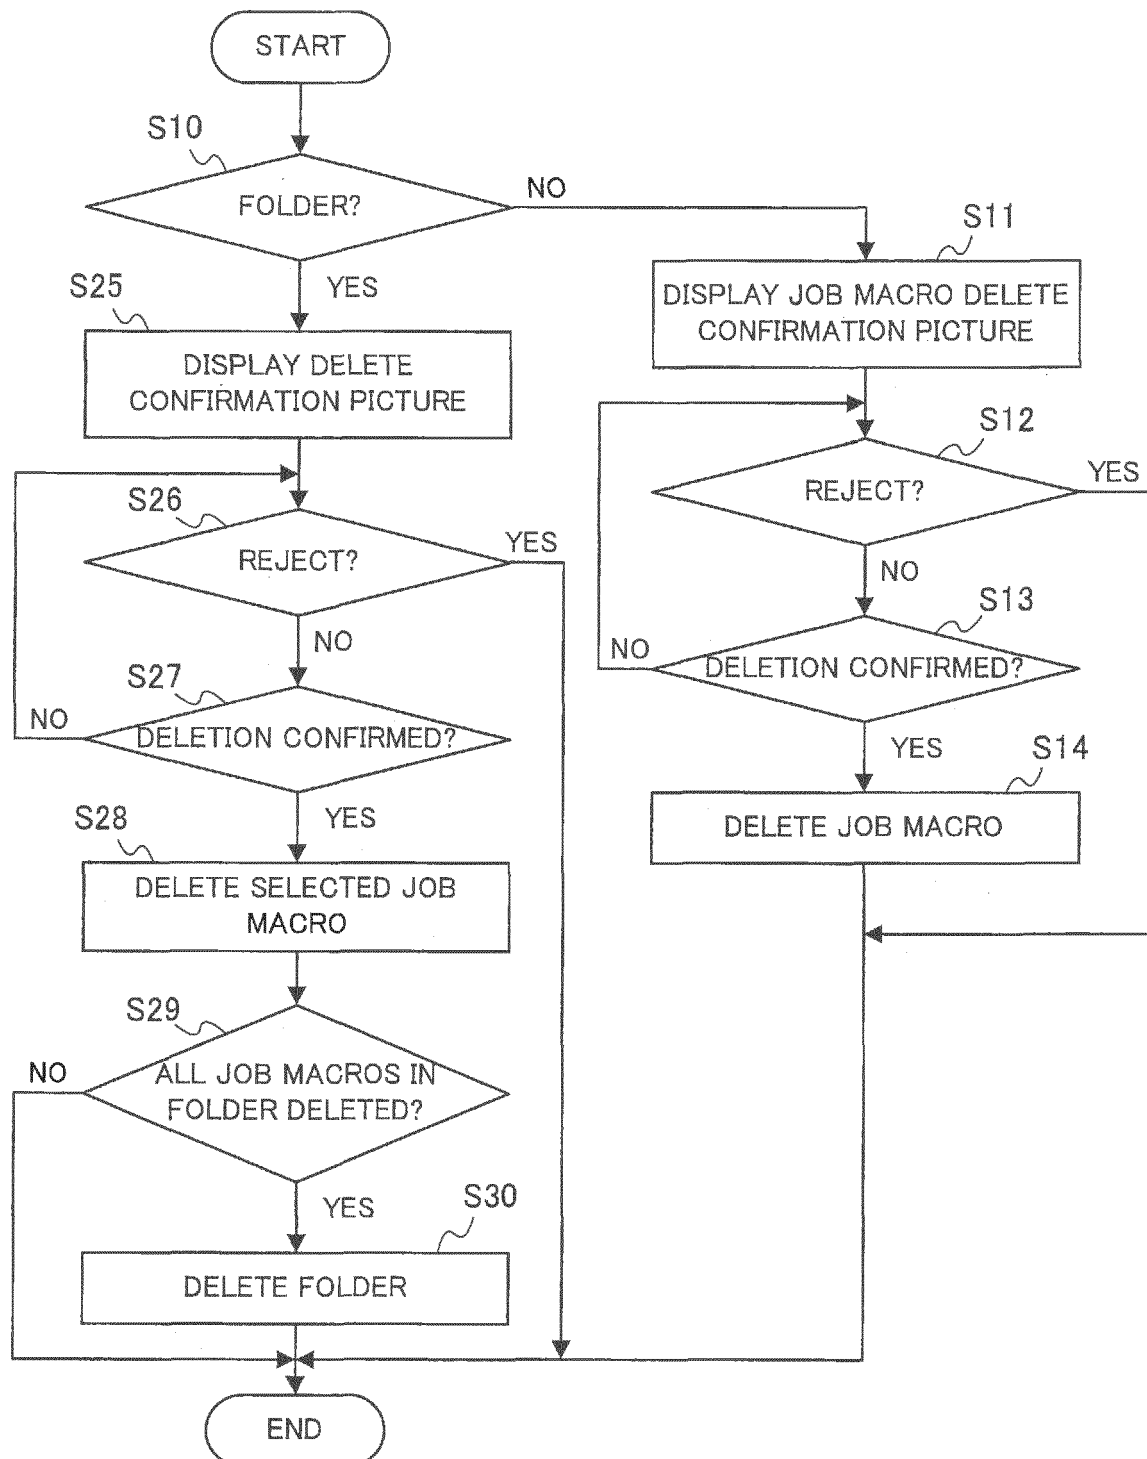 START
S10
FOLDER?
NO
YES
S11
DISPLAY JOB MACRO DELETE
CONFIRMATION PICTURE
S25
DISPLAY DELETE
CONFIRMATION PICTURE
S12
REJECT?
YES
NO
S26
REJECT?
YES
NO
S13
DELETION CONFIRMED?
NO
YES
S27
DELETION CONFIRMED?
NO
YES
S14
DELETE JOB MACRO
S28
DELETE SELECTED JOB
MACRO
S29
ALL JOB MACROS IN
FOLDER DELETED?
NO
YES
S30
DELETE FOLDER
END